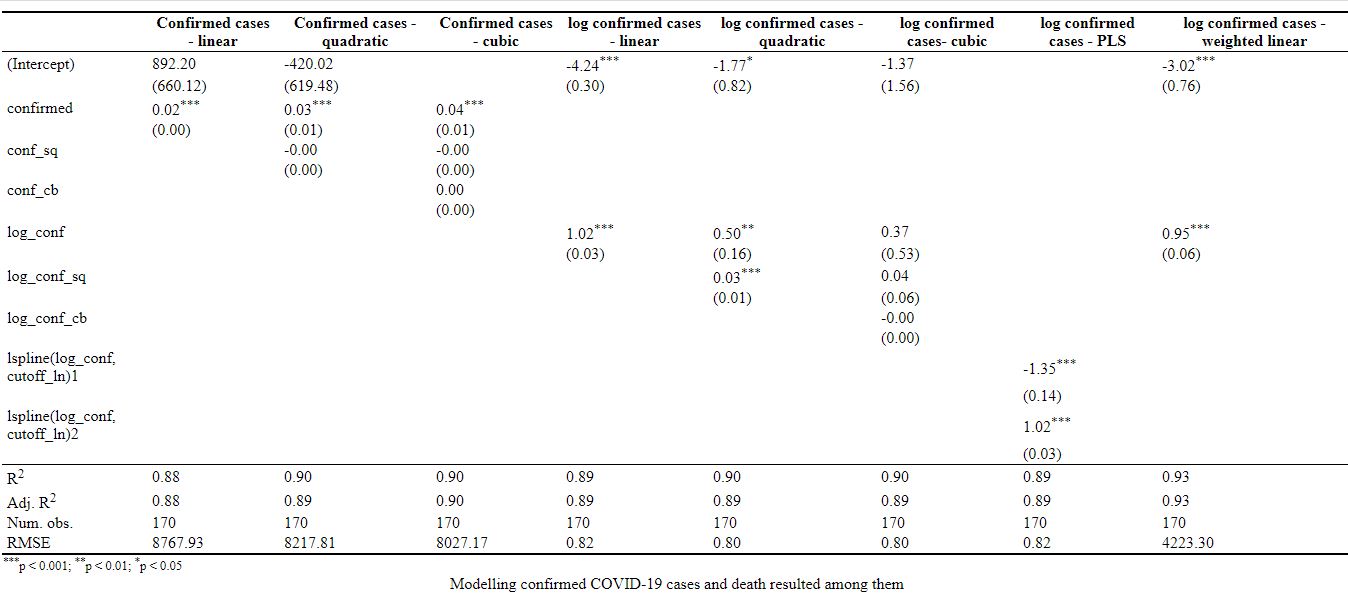 Confirmed cases - linear Confirmed cases - quadratic Confirmed cases - cubic log confirmed cases - linear log confirmed cases - quadratic log confirmed cases- cubic log confirmed cases - PLS log confirmed cases - weighted linear
(Intercept) 892.20 -420.02 -4.24*** -1.77* -1.37 -3.02***
(660.12) (619.48) (0.30) (0.82) (1.56) (0.76)
confirmed 0.02*** 0.03*** 0.04***
(0.00) (0.01) (0.01)
conf_sq -0.00 -0.00
(0.00) (0.00)
conf_cb 0.00
(0.00)
log_conf 1.02*** 0.50** 0.37 0.95***
(0.03) (0.16) (0.53) (0.06)
log_conf_sq 0.03*** 0.04
(0.01) (0.06)
log_conf_cb -0.00
(0.00)
lspline(log_conf, cutoff_ln)1 -1.35***
(0.14)
lspline(log_conf, cutoff_ln)2 1.02***
(0.03)
R2 0.88 0.90 0.90 0.89 0.90 0.90 0.89 0.93
Adj. R2 0.88 0.89 0.90 0.89 0.89 0.89 0.89 0.93
Num. obs. 170 170 170 170 170 170 170 170
RMSE 8767.93 8217.81 8027.17 0.82 0.80 0.80 0.82 4223.30
***p < 0.001; **p < 0.01; *p < 0.05
Modelling confirmed COVID-19 cases and death resulted among them